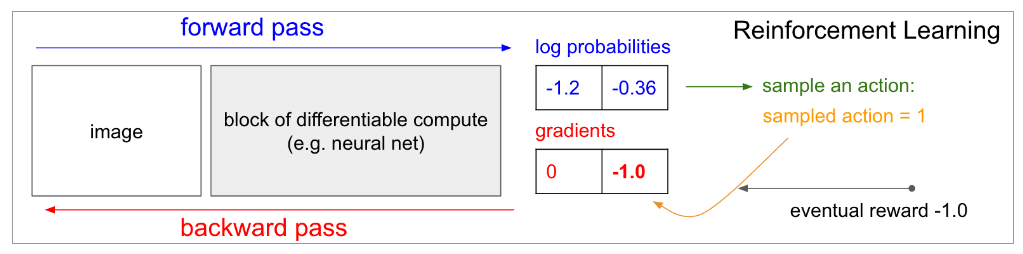 forward pass
Reinforcement Learning
log probabilities
-1.2 -0.36
sample an action:
sampled action = 1
image
block of differentiable compute
(e.g. neural net)
gradients
0 -1.0
eventual reward -1.0
backward pass